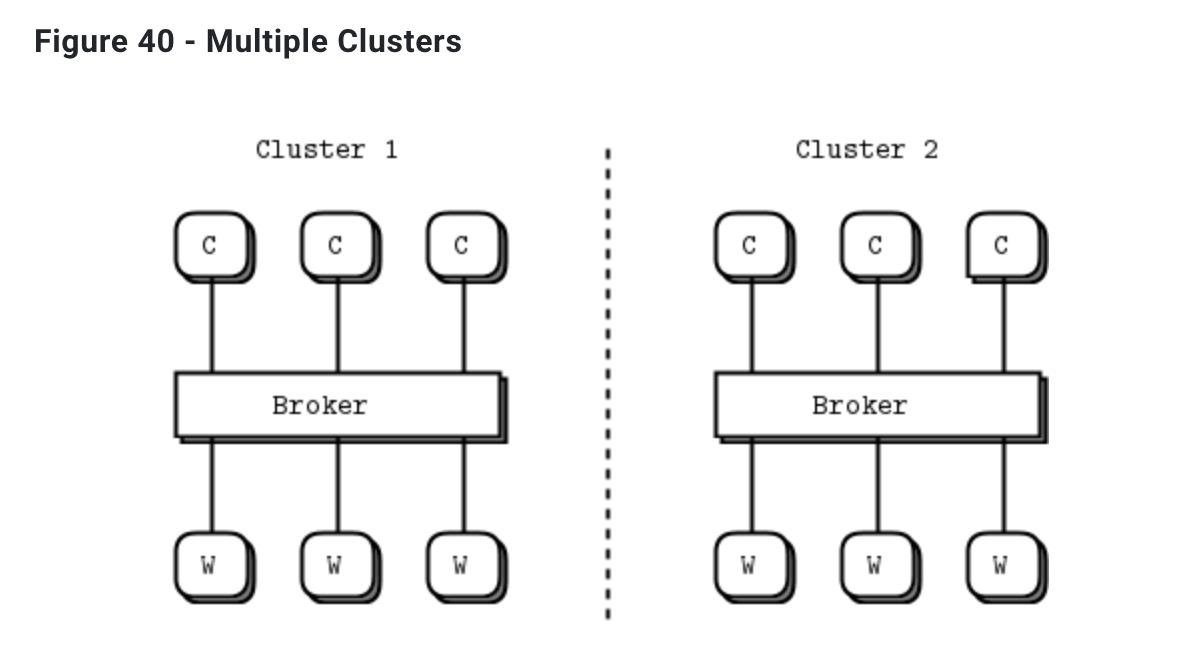 Figure 40 - Multiple Clusters
Cluster 1
Cluster 2
C C C
C C C
Broker
Broker
W W W
W W W